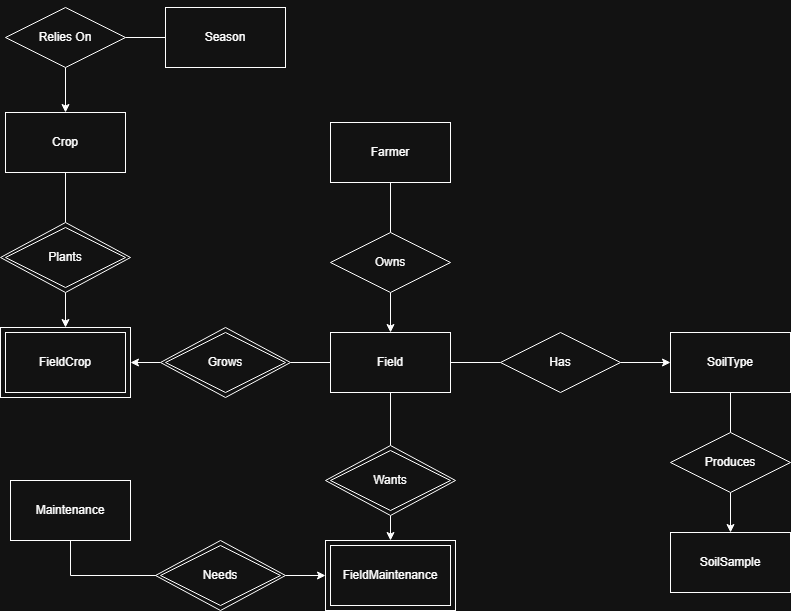 Relies On
Season
Crop
Farmer
Plants
Owns
FieldCrop
Grows
Field
Has
SoilType
Produces
Wants
Maintenance
SoilSample
Needs
FieldMaintenance